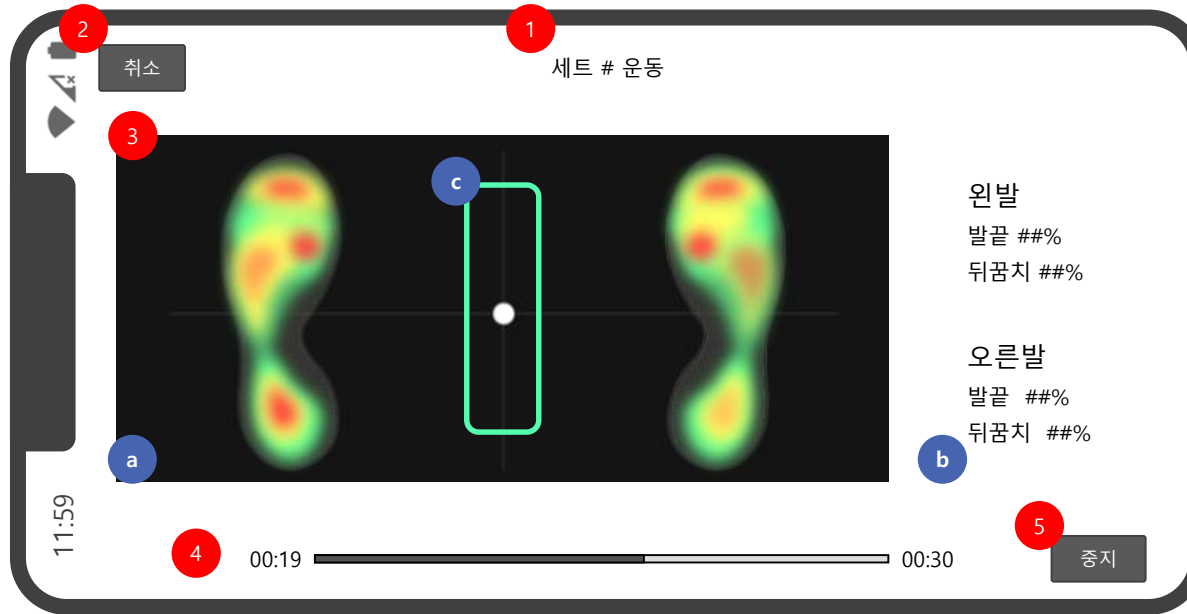 2
1
취소
세트 # 운동
3
c
왼발
발끝 ##%
뒤꿈치 ##%
오른발
발끝 ##%
뒤꿈치 ##%
a
b
11:59
4
00:19
00:30
5
중지